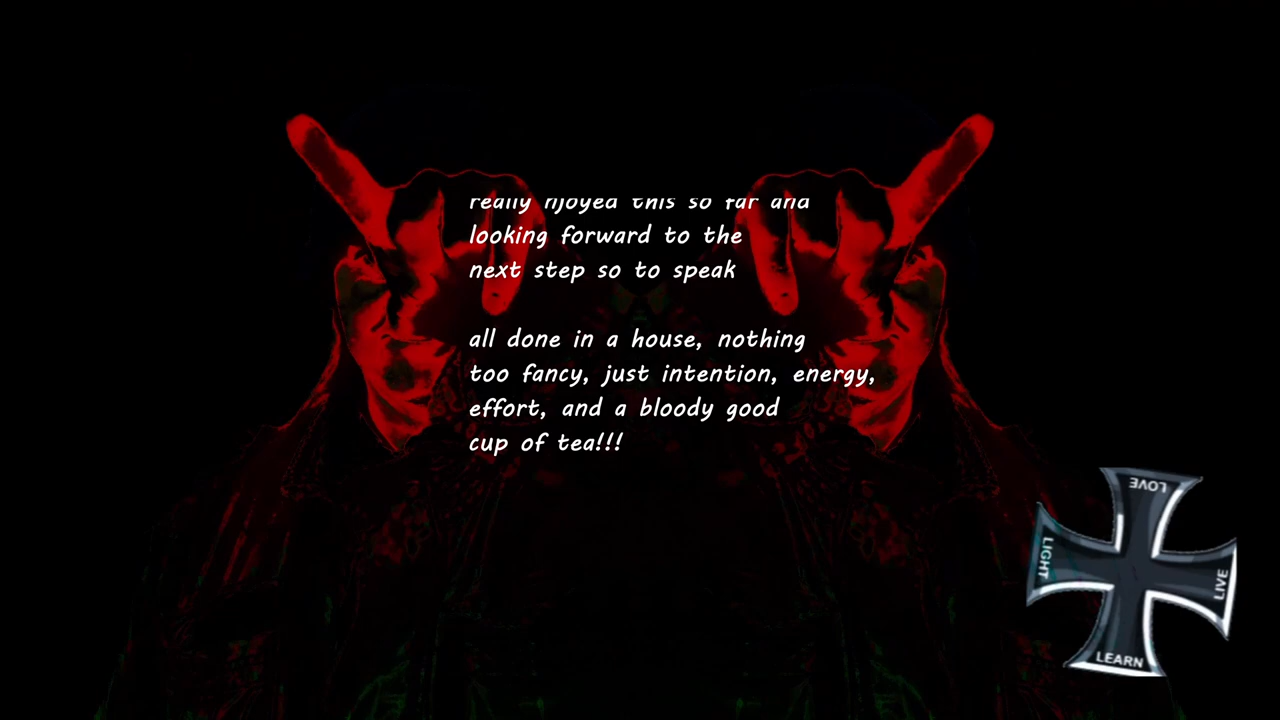 really njoyed this so far and
looking forward to the
next step so to speak
all done in a house, nothing
too fancy, just intention, energy,
effort, and a bloody good
cup of tea!!!
LOVE
LIGHT
LIVE
LEARN